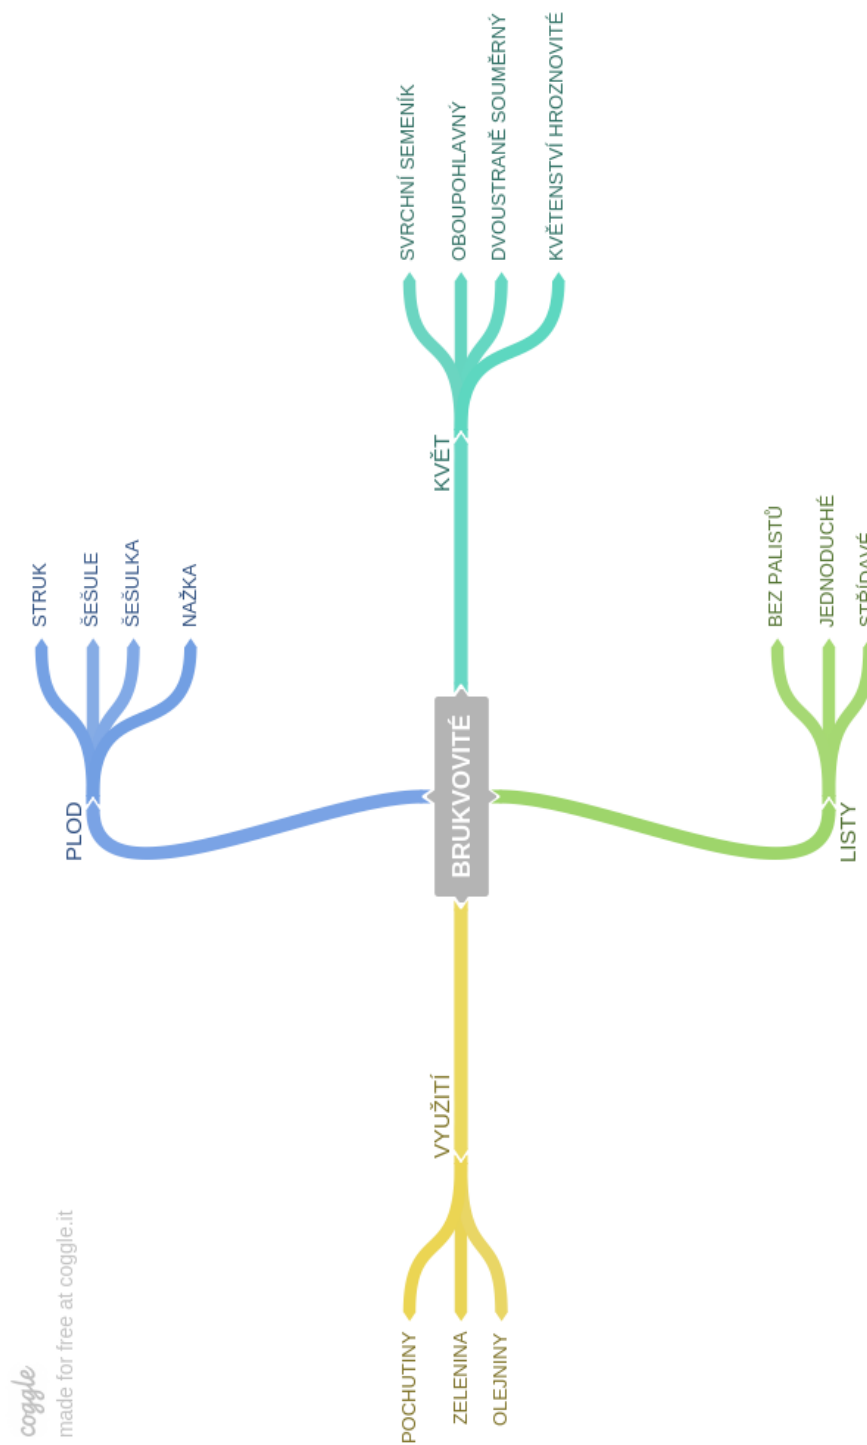 coggle
made for free at coggle.it
BRUKVOVITÉ
PLOD
STRUK
ŠEŠULE
ŠEŠULKA
NAŽKA
KVĚT
SVRCHNÍ SEMENÍK
OBOUPOHLAVNÝ
DVOUSTRANĚ SOUMĚRNÝ
KVĚTENSTVÍ HROZNOVITÉ
VYUŽITÍ
POCHUTINY
ZELENINA
OLEJNINY
LISTY
BEZ PALISTŮ
JEDNODUCHÉ
STŘÍDAVÉ